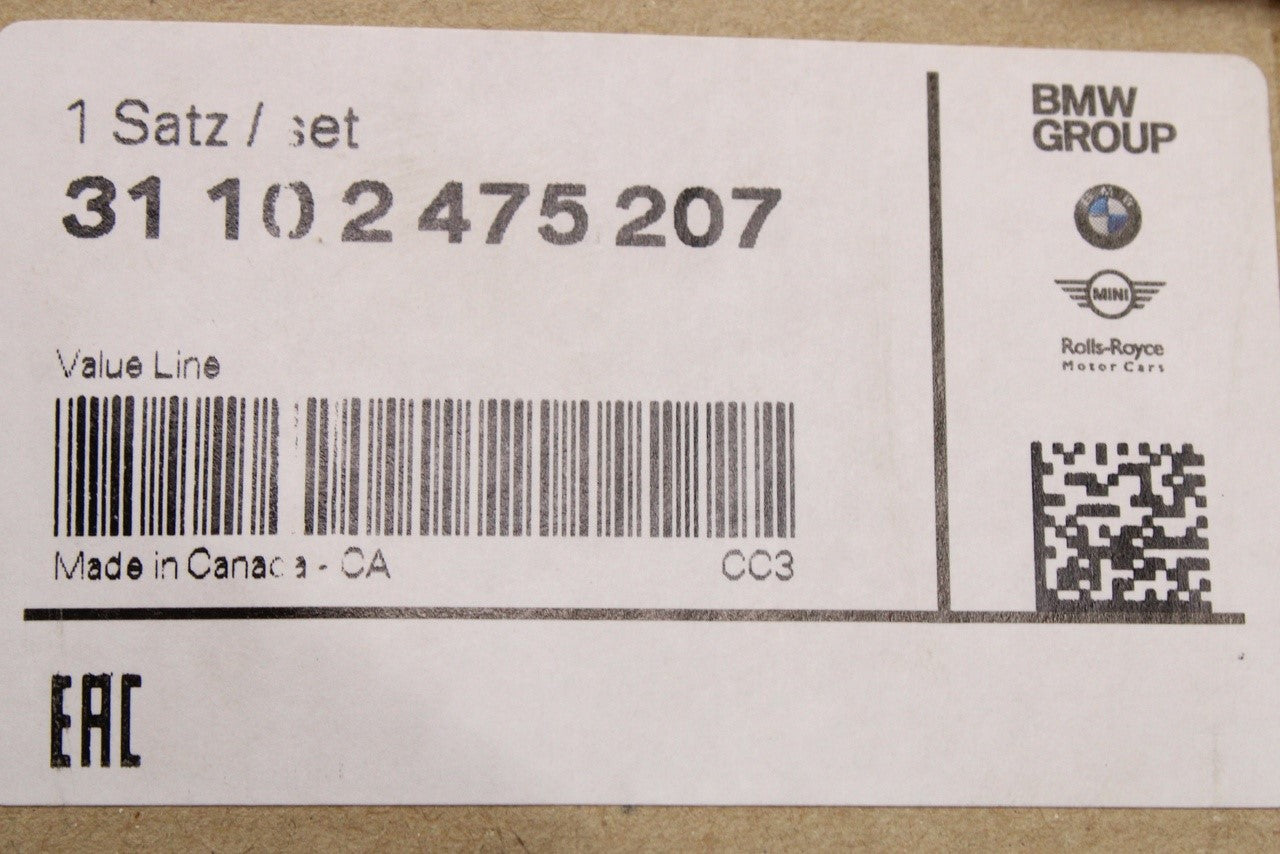 1 Satz / set
31 10 2 475 207
Value Line
Made in Canada - CA
CC3
EAC
BMW
GROUP
BMW
MINI
Rolls-Royce
Motor Cars